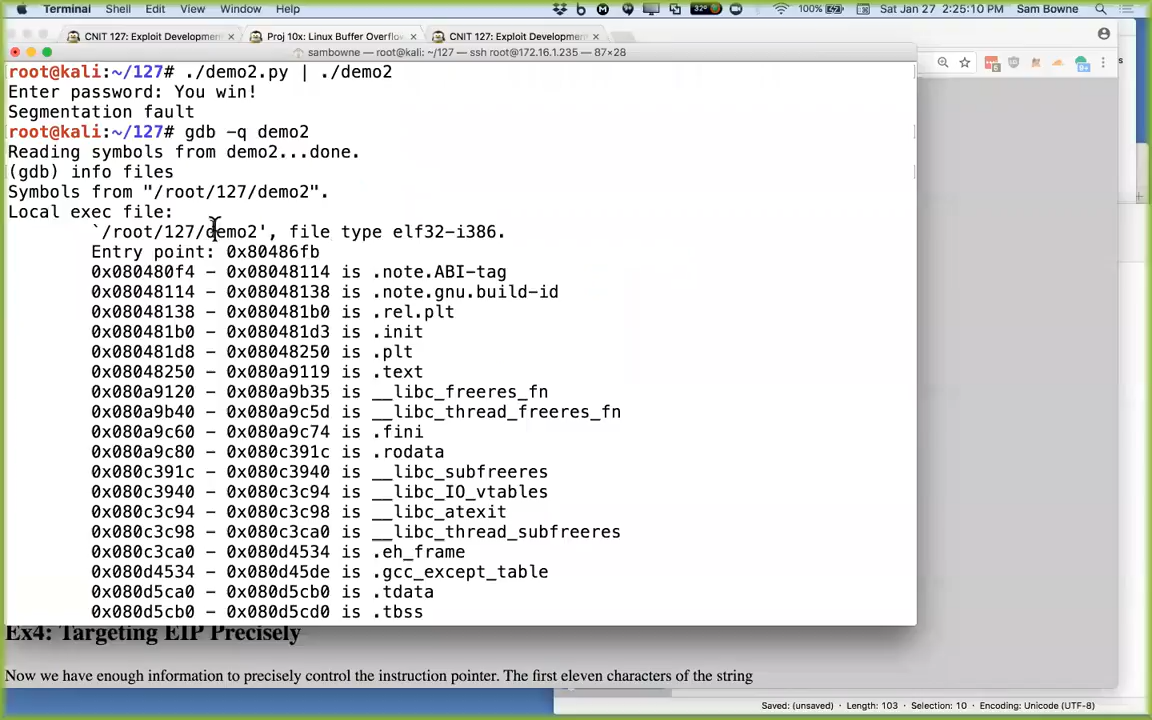 Terminal Shell Edit View Window Help 32° 100% Sat Jan 27 2:25:10 PM Sam Bowne
CNIT 127: Exploit Developmen × Proj 10x: Linux Buffer Overflow × CNIT 127: Exploit Developmen ×
sambowne — root@kali: ~/127 — ssh root@172.16.1.235 — 87×28
root@kali:~/127# ./demo2.py | ./demo2
Enter password: You win!
Segmentation fault
root@kali:~/127# gdb -q demo2
Reading symbols from demo2...done.
(gdb) info files
Symbols from "/root/127/demo2".
Local exec file:
`/root/127/demo2', file type elf32-i386.
Entry point: 0x80486fb
0x080480f4 - 0x08048114 is .note.ABI-tag
0x08048114 - 0x08048138 is .note.gnu.build-id
0x08048138 - 0x080481b0 is .rel.plt
0x080481b0 - 0x080481d3 is .init
0x080481d8 - 0x08048250 is .plt
0x08048250 - 0x080a9119 is .text
0x080a9120 - 0x080a9b35 is __libc_freeres_fn
0x080a9b40 - 0x080a9c5d is __libc_thread_freeres_fn
0x080a9c60 - 0x080a9c74 is .fini
0x080a9c80 - 0x080c391c is .rodata
0x080c391c - 0x080c3940 is __libc_subfreeres
0x080c3940 - 0x080c3c94 is __libc_IO_vtables
0x080c3c94 - 0x080c3c98 is __libc_atexit
0x080c3c98 - 0x080c3ca0 is __libc_thread_subfreeres
0x080c3ca0 - 0x080d4534 is .eh_frame
0x080d4534 - 0x080d45de is .gcc_except_table
0x080d5ca0 - 0x080d5cb0 is .tdata
0x080d5cb0 - 0x080d5cd0 is .tbss
Ex4: Targeting EIP Precisely
Now we have enough information to precisely control the instruction pointer. The first eleven characters of the string
Saved: (unsaved) · Length: 103 · Selection: 10 · Encoding: Unicode (UTF-8)